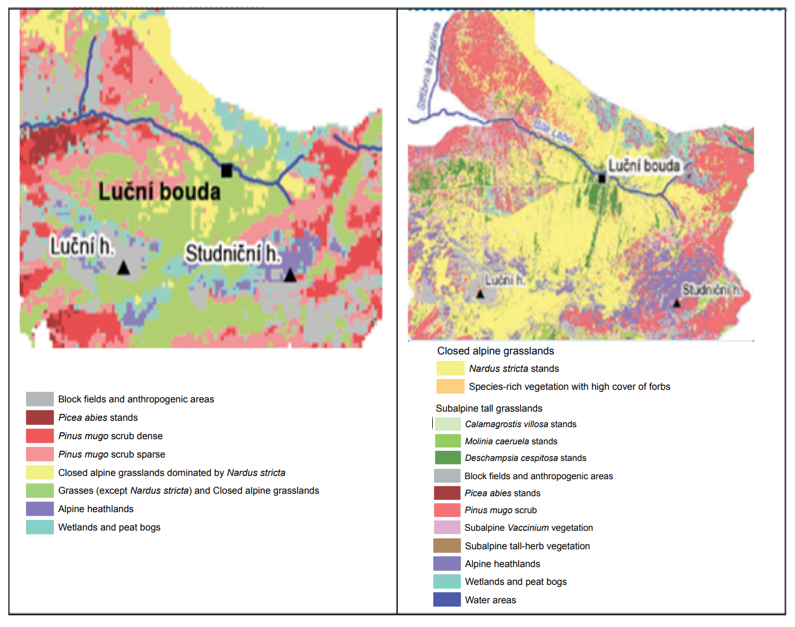 Luční bouda
Luční h.
Studniční h.
Block fields and anthropogenic areas
Picea abies stands
Pinus mugo scrub dense
Pinus mugo scrub sparse
Closed alpine grasslands dominated by Nardus stricta
Grasses (except Nardus stricta) and Closed alpine grasslands
Alpine heathlands
Wetlands and peat bogs
Stříbrná bystřina
Bílé Labe
Luční bouda
Luční h.
Studniční h.
Closed alpine grasslands
Nardus stricta stands
Species-rich vegetation with high cover of forbs
Subalpine tall grasslands
Calamagrostis villosa stands
Molinia caeruela stands
Deschampsia cespitosa stands
Block fields and anthropogenic areas
Picea abies stands
Pinus mugo scrub
Subalpine Vaccinium vegetation
Subalpine tall-herb vegetation
Alpine heathlands
Wetlands and peat bogs
Water areas